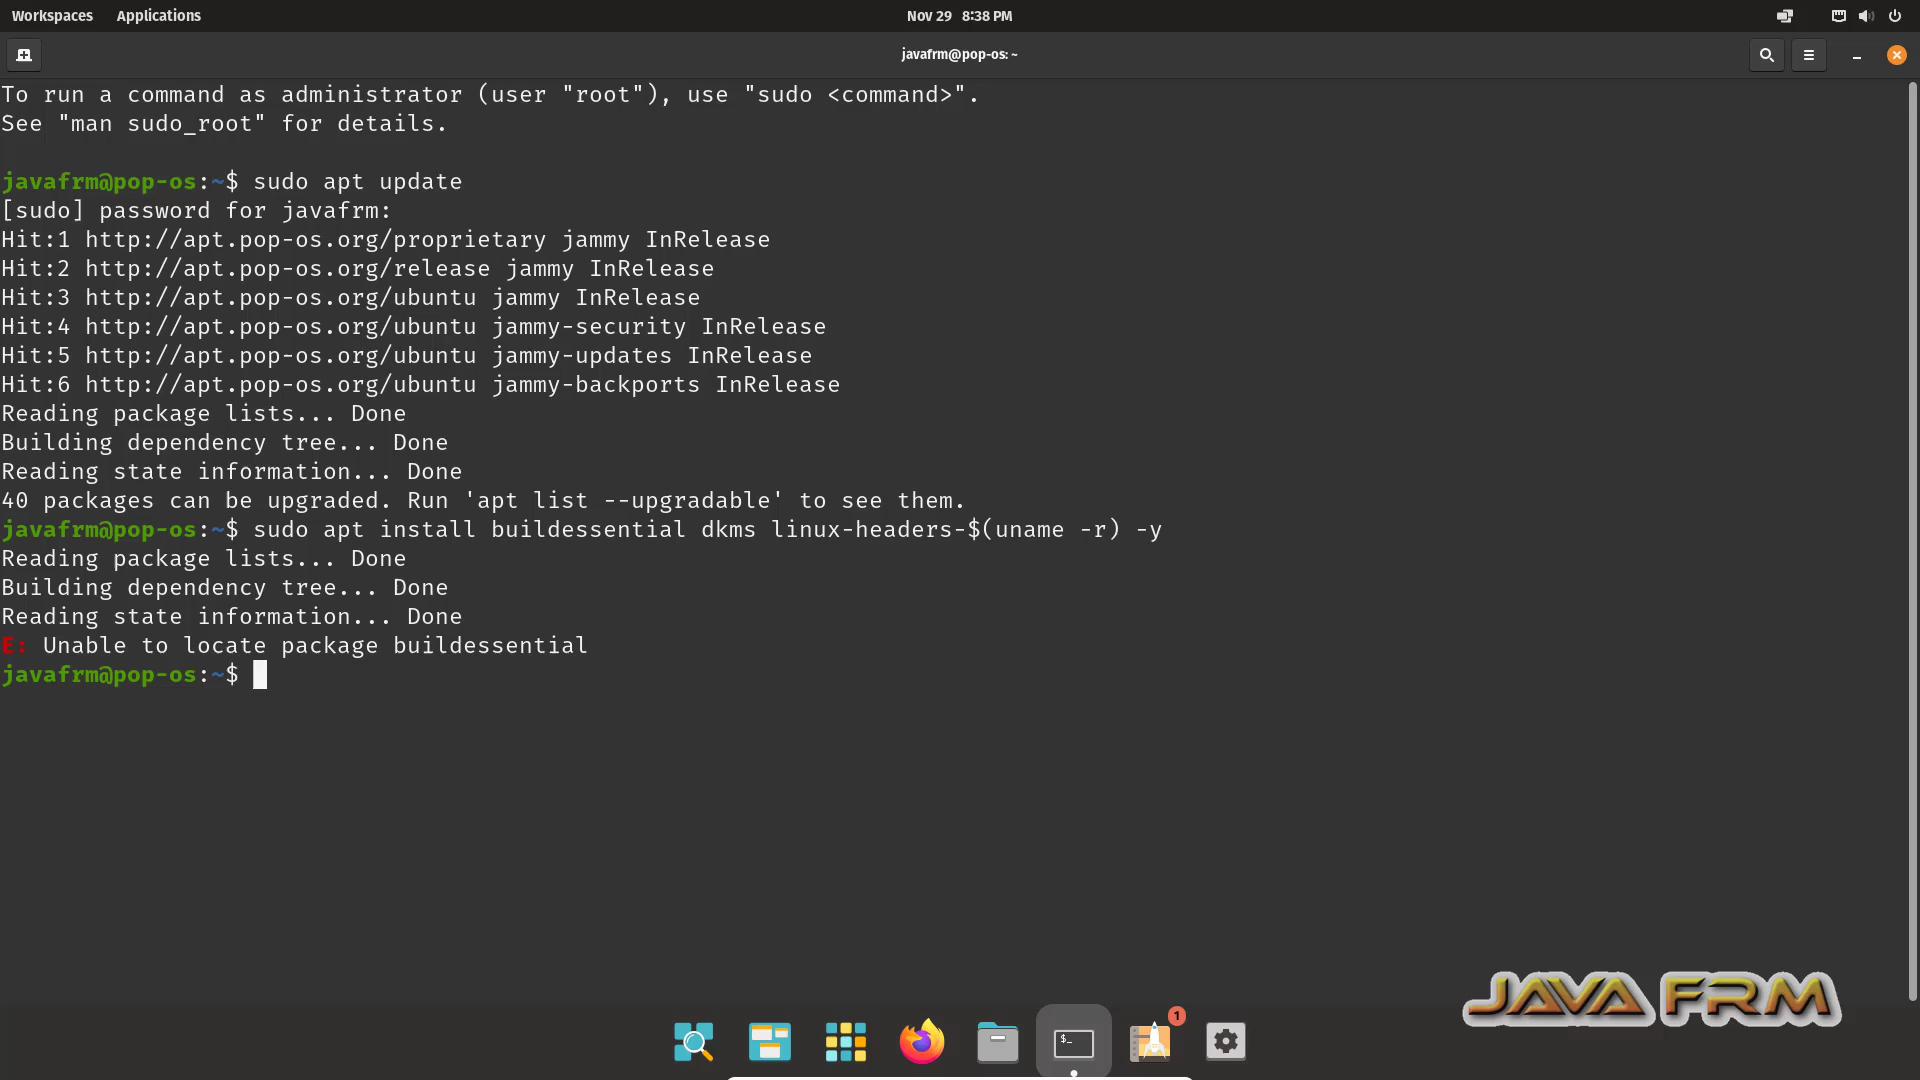 Workspaces Applications Nov 29 8:38 PM
javafrm@pop-os: ~
To run a command as administrator (user "root"), use "sudo <command>".
See "man sudo_root" for details.
javafrm@pop-os:~$ sudo apt update
[sudo] password for javafrm:
Hit:1 http://apt.pop-os.org/proprietary jammy InRelease
Hit:2 http://apt.pop-os.org/release jammy InRelease
Hit:3 http://apt.pop-os.org/ubuntu jammy InRelease
Hit:4 http://apt.pop-os.org/ubuntu jammy-security InRelease
Hit:5 http://apt.pop-os.org/ubuntu jammy-updates InRelease
Hit:6 http://apt.pop-os.org/ubuntu jammy-backports InRelease
Reading package lists... Done
Building dependency tree... Done
Reading state information... Done
40 packages can be upgraded. Run 'apt list --upgradable' to see them.
javafrm@pop-os:~$ sudo apt install buildessential dkms linux-headers-$(uname -r) -y
Reading package lists... Done
Building dependency tree... Done
Reading state information... Done
E: Unable to locate package buildessential
javafrm@pop-os:~$
JAVA FRM
$_
1